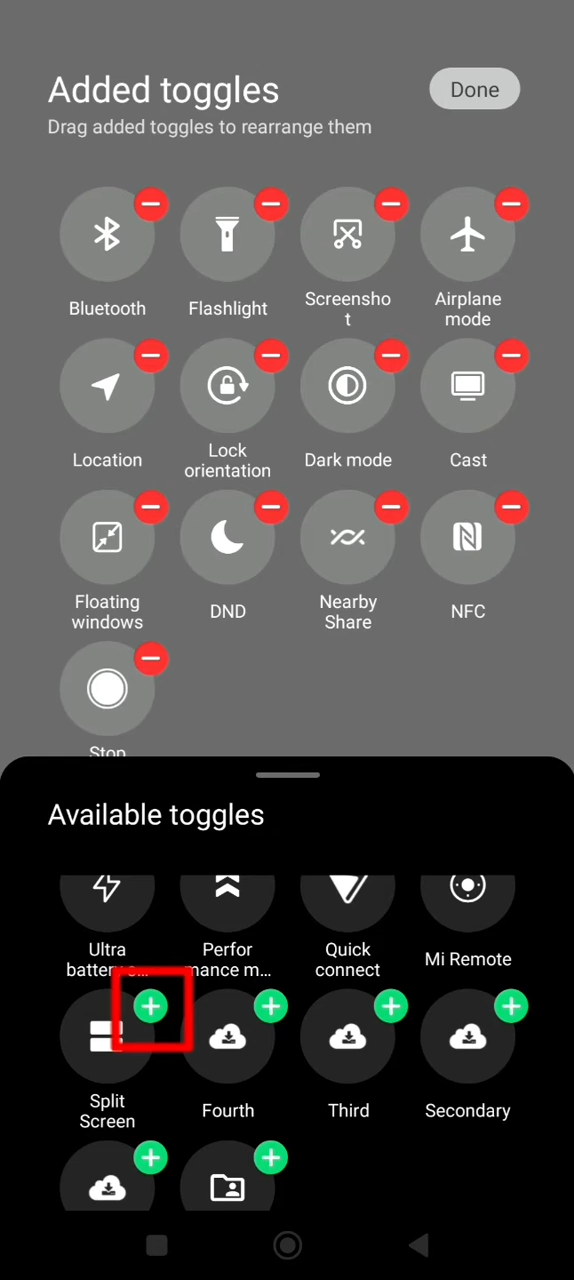 Added toggles
Done
Drag added toggles to rearrange them
Bluetooth
Flashlight
Screensho
t
Airplane
mode
Location
Lock
orientation
Dark mode
Cast
Floating
windows
DND
Nearby
Share
NFC
Stop
Available toggles
Ultra
battery s...
Perfor
mance m...
Quick
connect
Mi Remote
Split
Screen
Fourth
Third
Secondary